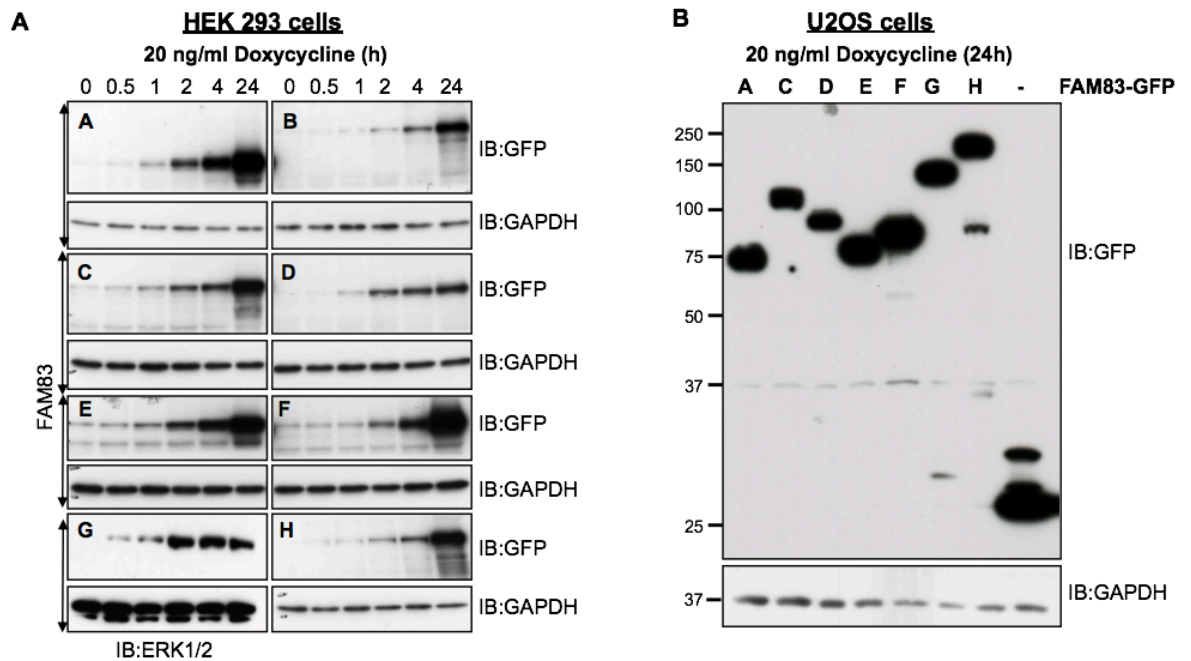 A
HEK 293 cells
20 ng/ml Doxycycline (h)
0 0.5 1 2 4 24 0 0.5 1 2 4 24
A B IB:GFP
IB:GAPDH
C D IB:GFP
IB:GAPDH
FAM83
E F IB:GFP
IB:GAPDH
G H IB:GFP
IB:GAPDH
IB:ERK1/2
B
U2OS cells
20 ng/ml Doxycycline (24h)
A C D E F G H - FAM83-GFP
250
150
100
75
IB:GFP
50
37
25
37
IB:GAPDH